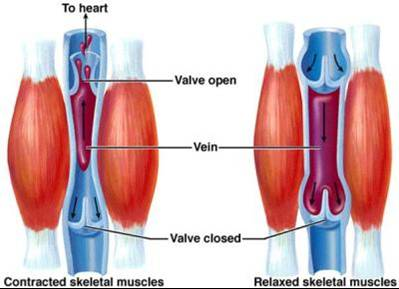 To heart
Valve open
Vein
Valve closed
Contracted skeletal muscles
Relaxed skeletal muscles